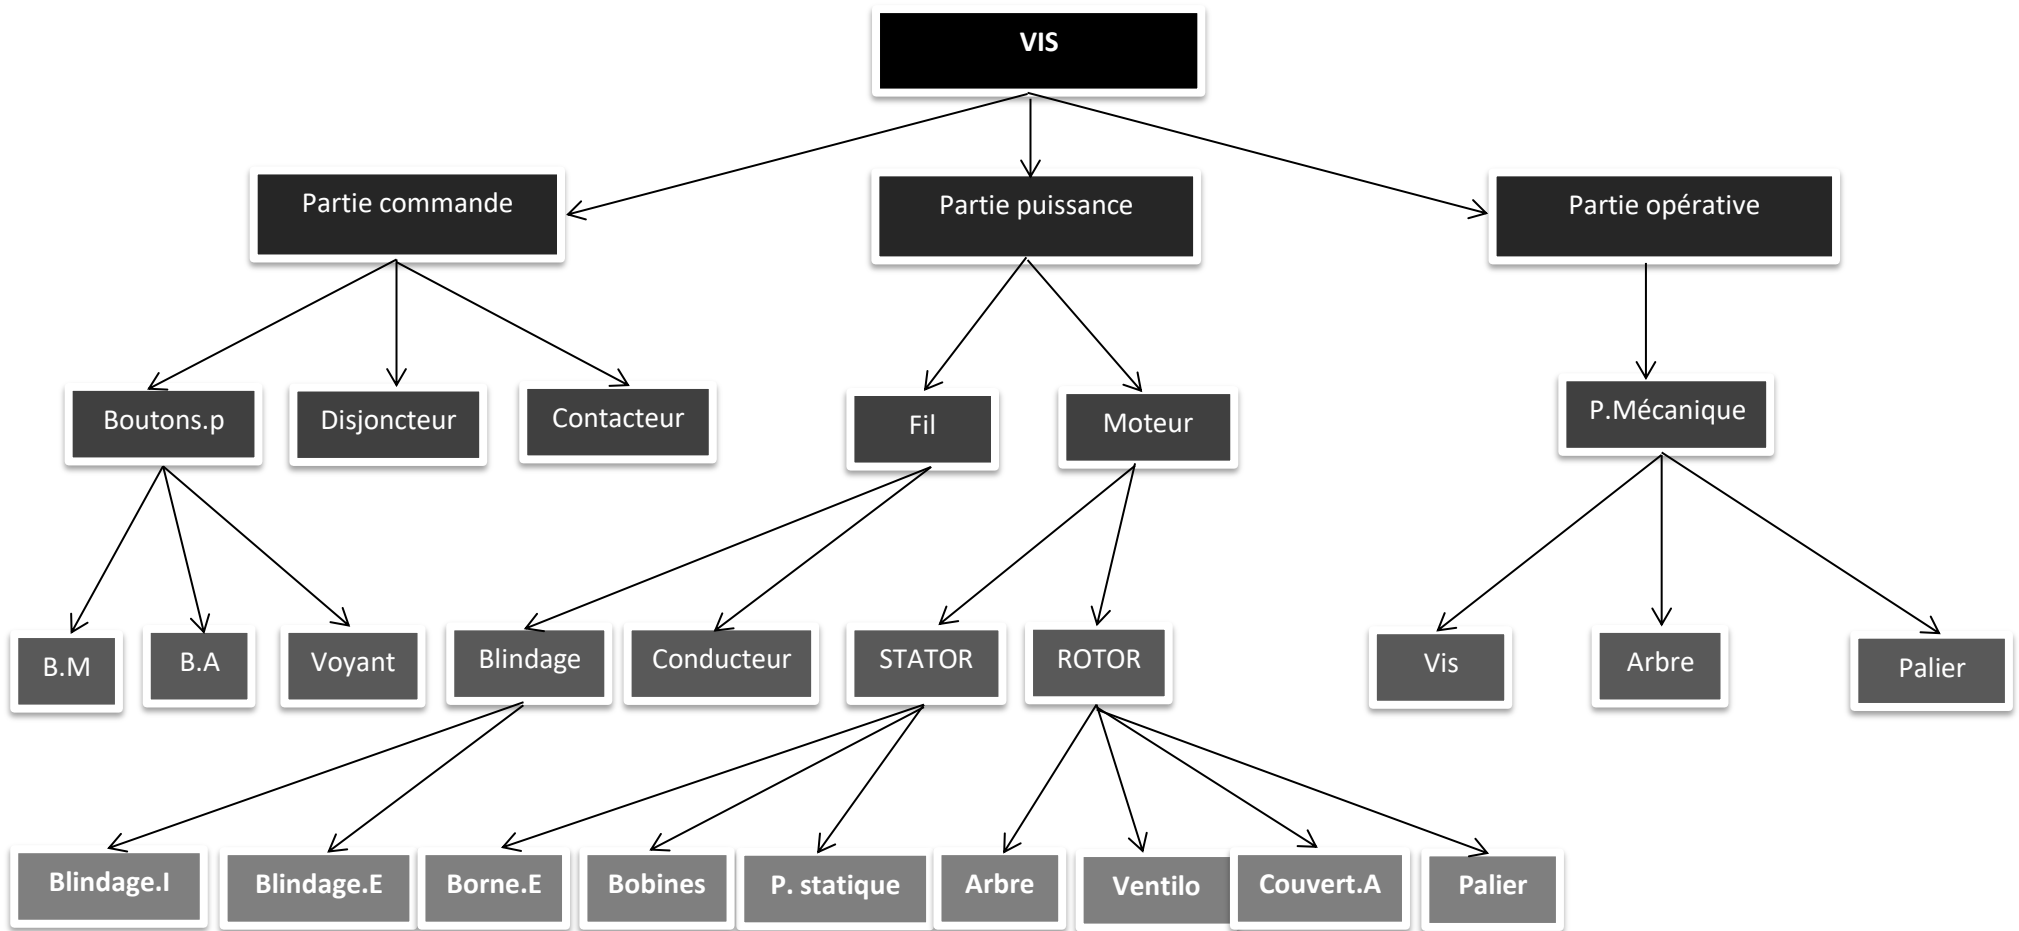 VIS
Partie commande
Partie puissance
Partie opérative
Boutons.p
Disjoncteur
Contacteur
Fil
Moteur
P.Mécanique
B.M
B.A
Voyant
Blindage
Conducteur
STATOR
ROTOR
Vis
Arbre
Palier
Blindage.I
Blindage.E
Borne.E
Bobines
P. statique
Arbre
Ventilo
Couvert.A
Palier